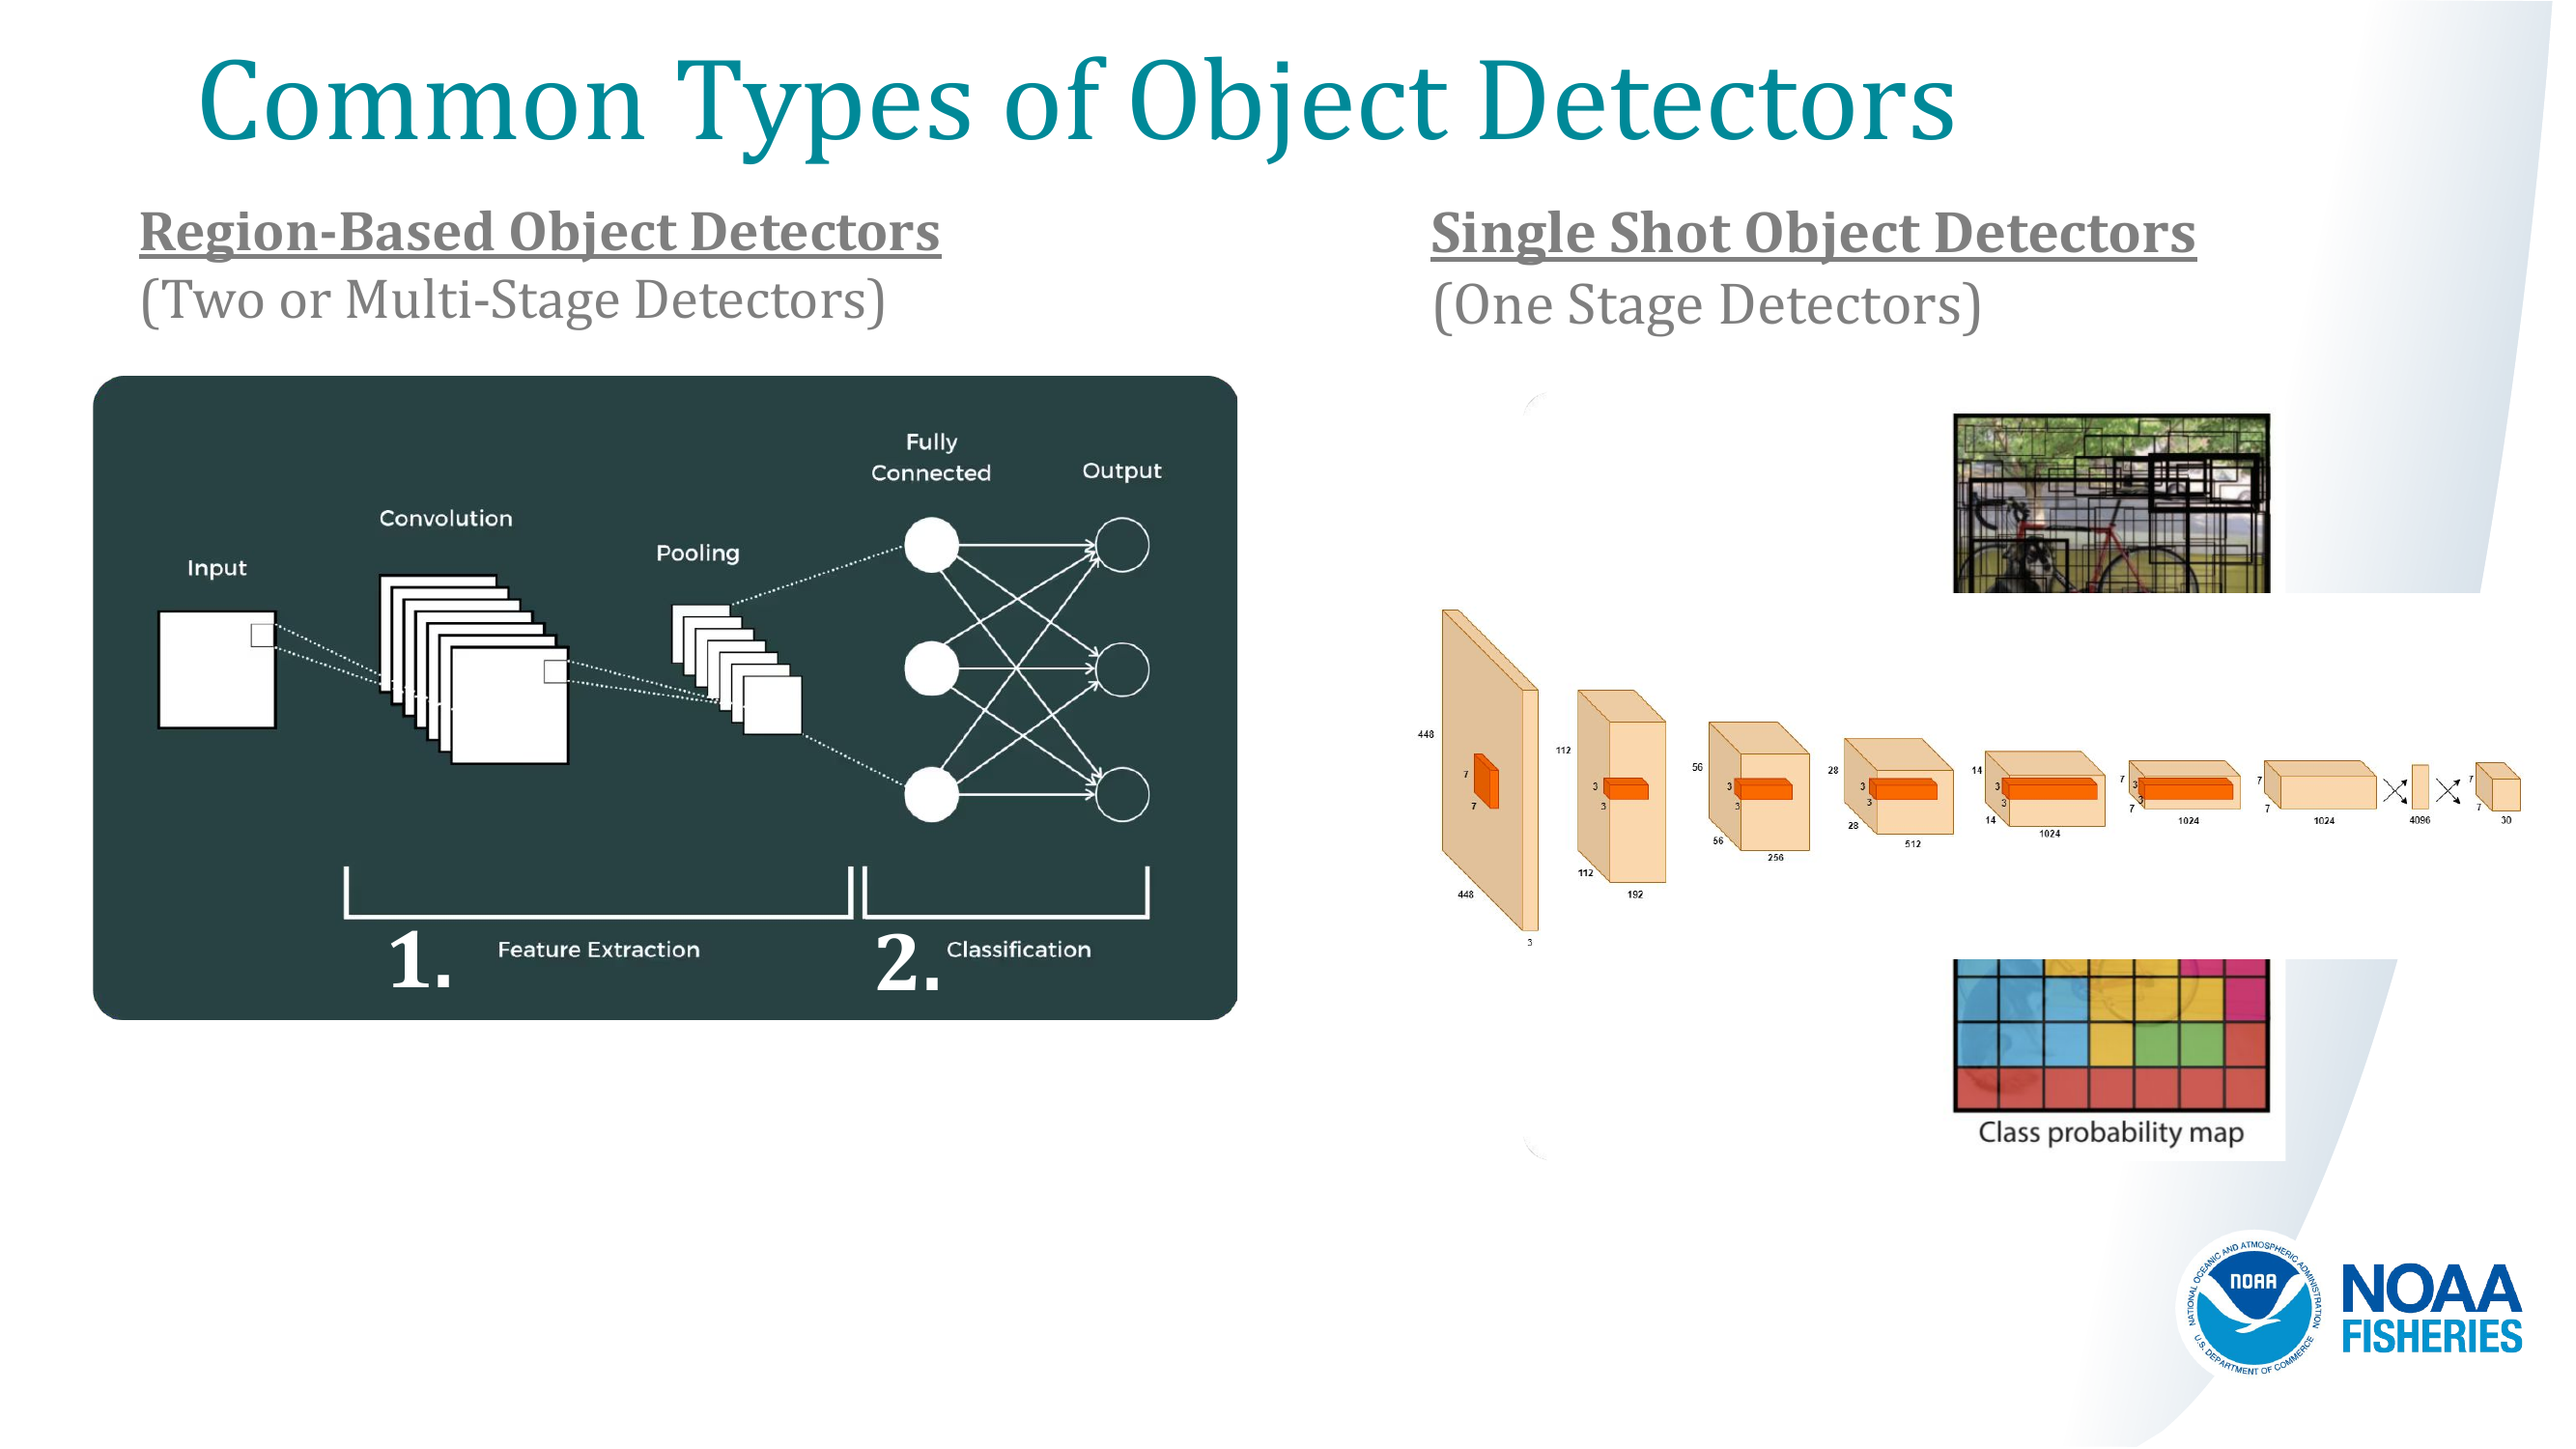 Common Types of Object Detectors
Region-Based Object Detectors
(Two or Multi-Stage Detectors)
Single Shot Object Detectors
(One Stage Detectors)
Input
Convolution
Pooling
Fully
Connected
Output
1. Feature Extraction
2. Classification
448
448
3
7
7
112
112
192
3
3
56
56
256
3
3
28
28
512
3
3
14
14
1024
3
3
7
7
1024
3
3
7
7
1024
4096
7
7
30
Class probability map
NATIONAL OCEANIC AND ATMOSPHERIC ADMINISTRATION
U.S. DEPARTMENT OF COMMERCE
NOAA
NOAA
FISHERIES